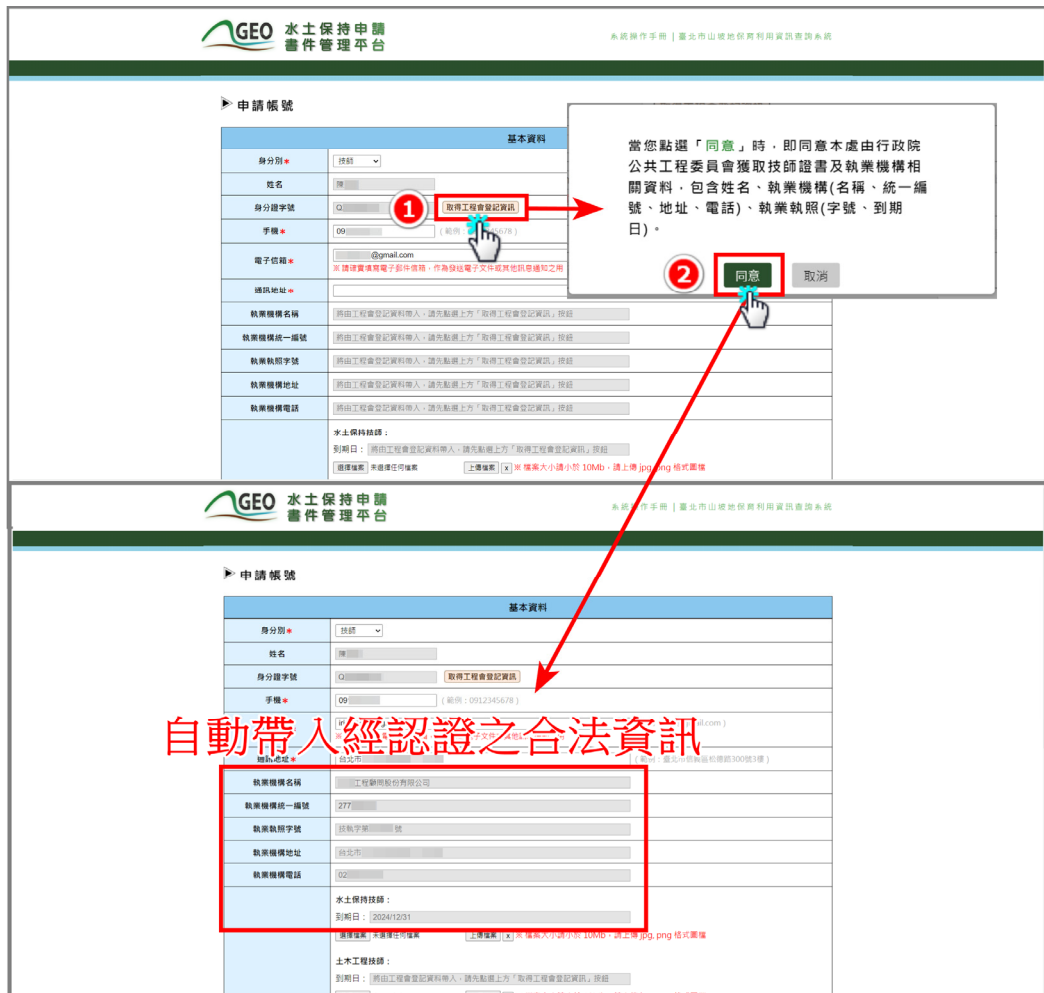 GEO 水土保持申請
書件管理平台
系統操作手冊 | 臺北市山坡地保育利用資訊查詢系統
申請帳號
基本資料
身分別* 技師
姓名 陳
身分證字號 Q 取得工程會登記資訊
手機* 09 (範例: 45678)
電子信箱* @gmail.com
※請確實填寫電子郵件信箱,作為發送電子文件或其他訊息通知之用
通訊地址*
執業機構名稱 將由工程會登記資料帶入,請先點選上方「取得工程會登記資訊」按鈕
執業機構統一編號 將由工程會登記資料帶入,請先點選上方「取得工程會登記資訊」按鈕
執業執照字號 將由工程會登記資料帶入,請先點選上方「取得工程會登記資訊」按鈕
執業機構地址 將由工程會登記資料帶入,請先點選上方「取得工程會登記資訊」按鈕
執業機構電話 將由工程會登記資料帶入,請先點選上方「取得工程會登記資訊」按鈕
水土保持技師:
到期日: 將由工程會登記資料帶入,請先點選上方「取得工程會登記資訊」按鈕
選擇檔案 未選擇任何檔案 上傳檔案 x ※ 檔案大小請小於 10Mb,請上傳 jpg, png 格式圖檔
1
當您點選「同意」時,即同意本處由行政院
公共工程委員會獲取技師證書及執業機構相
關資料,包含姓名、執業機構(名稱、統一編
號、地址、電話)、執業執照(字號、到期
日)。
2 同意 取消
GEO 水土保持申請
書件管理平台
系統操作手冊 | 臺北市山坡地保育利用資訊查詢系統
申請帳號
基本資料
身分別* 技師
姓名 陳
身分證字號 Q 取得工程會登記資訊
手機* 09 (範例:0912345678)
自動帶入經認證之合法資訊
通訊地址* 台北市 (範例:臺北市信義區松德路300號3樓)
執業機構名稱 工程顧問股份有限公司
執業機構統一編號 277
執業執照字號 技執字第 號
執業機構地址 台北市
執業機構電話 02
水土保持技師:
到期日: 2024/12/31
選擇檔案 未選擇任何檔案 上傳檔案 x ※ 檔案大小請小於 10Mb,請上傳 jpg, png 格式圖檔
土木工程技師:
到期日: 將由工程會登記資料帶入,請先點選上方「取得工程會登記資訊」按鈕